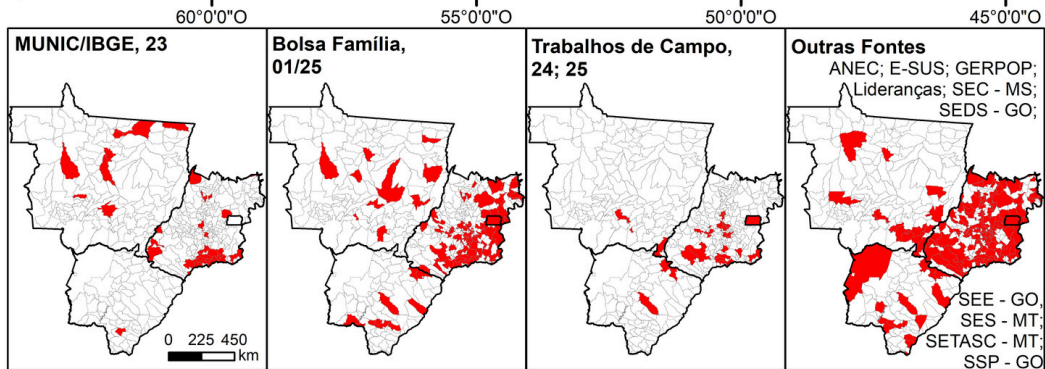 60°0'0"O
55°0'0"O
50°0'0"O
45°0'0"O
MUNIC/IBGE, 23
Bolsa Família,
01/25
Trabalhos de Campo,
24; 25
Outras Fontes
ANEC; E-SUS; GERPOP;
Lideranças; SEC - MS;
SEDS - GO;
SEE - GO,
SES - MT;
SETASC - MT;
SSP - GO
0 225 450
km